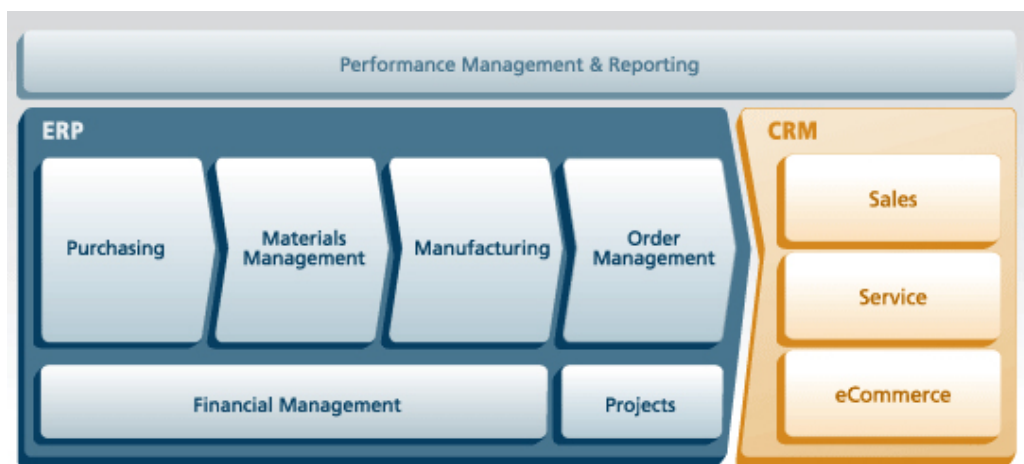 Performance Management & Reporting
ERP
CRM
Purchasing
Materials
Management
Manufacturing
Order
Management
Financial Management
Projects
Sales
Service
eCommerce